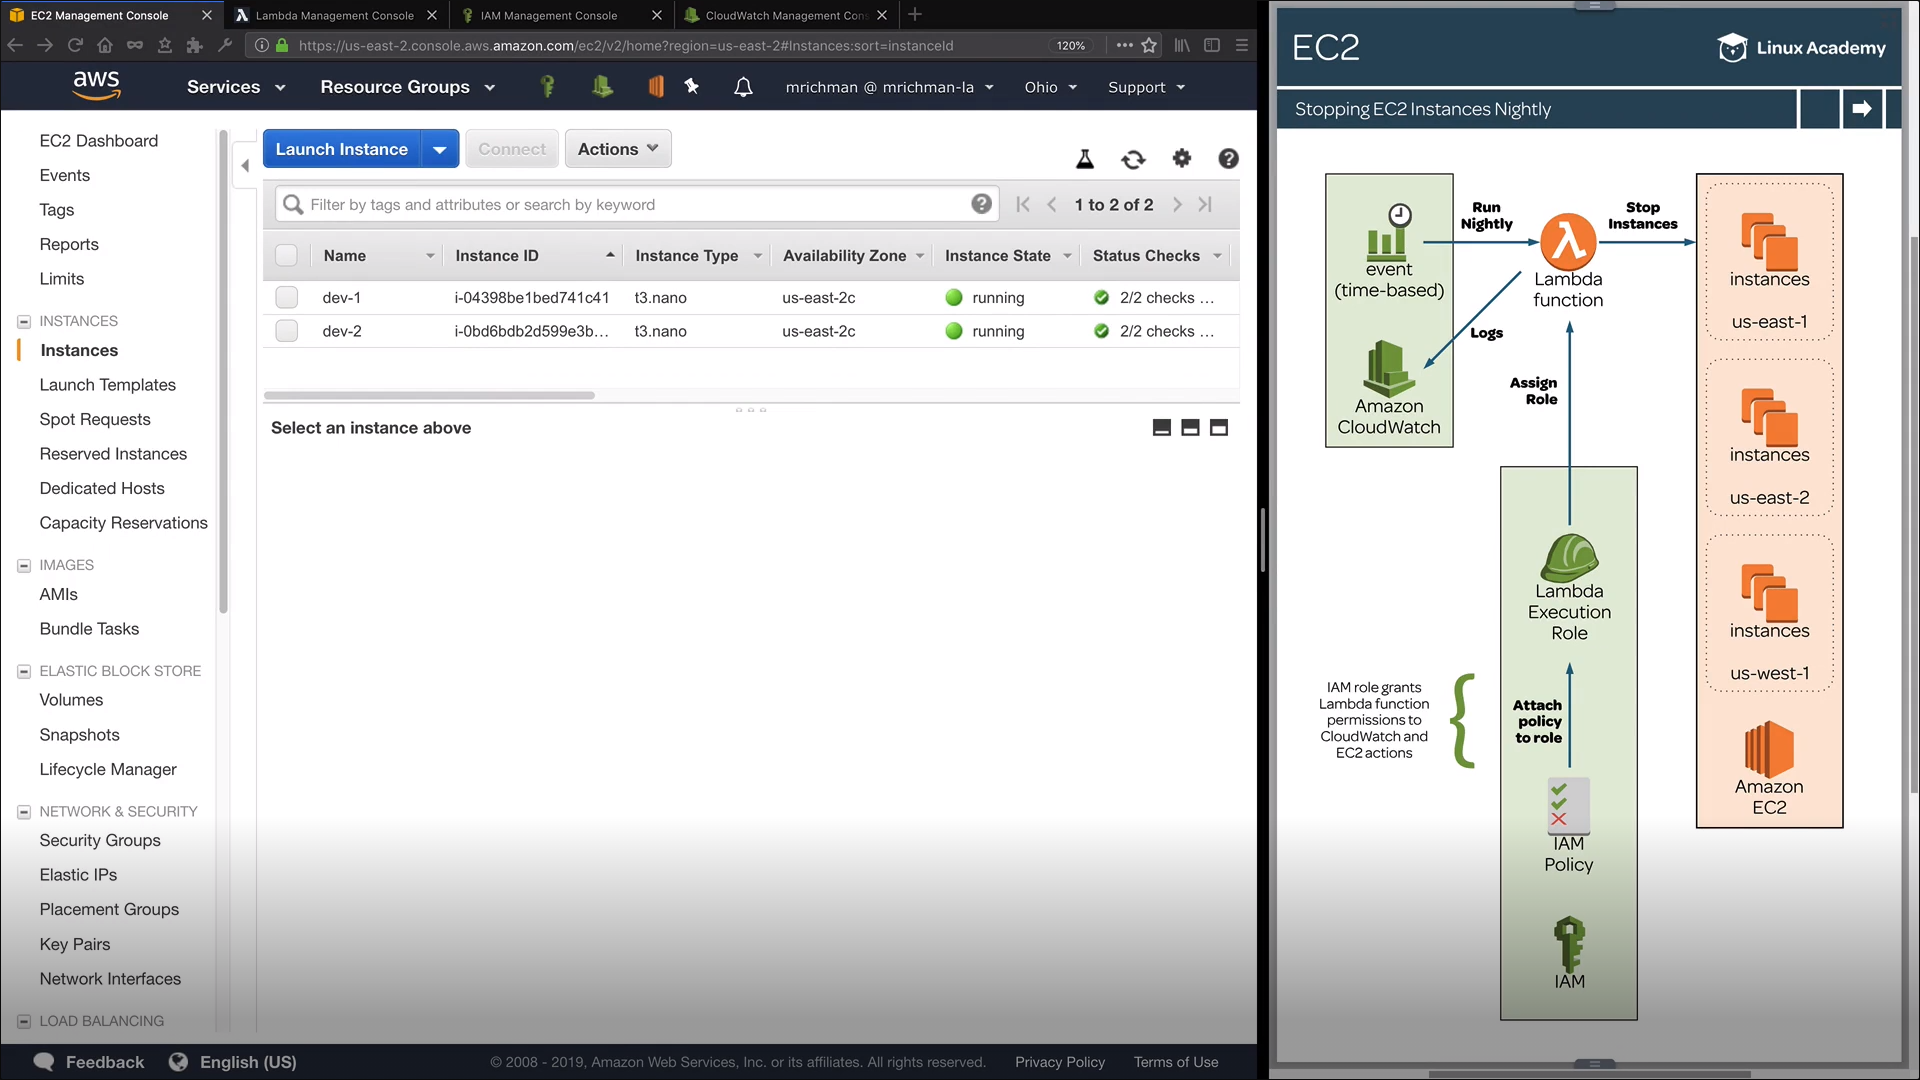 EC2 Management Console
Lambda Management Console
IAM Management Console
CloudWatch Management Con
https://us-east-2.console.aws.amazon.com/ec2/v2/home?region=us-east-2#Instances:sort=instanceId
120%
aws
Services
Resource Groups
mrichman @ mrichman-la
Ohio
Support
EC2 Dashboard
Events
Tags
Reports
Limits
INSTANCES
Instances
Launch Templates
Spot Requests
Reserved Instances
Dedicated Hosts
Capacity Reservations
IMAGES
AMIs
Bundle Tasks
ELASTIC BLOCK STORE
Volumes
Snapshots
Lifecycle Manager
NETWORK & SECURITY
Security Groups
Elastic IPs
Placement Groups
Key Pairs
Network Interfaces
LOAD BALANCING
Launch Instance
Connect
Actions
Filter by tags and attributes or search by keyword
1 to 2 of 2
Name Instance ID Instance Type Availability Zone Instance State Status Checks
dev-1 i-04398be1bed741c41 t3.nano us-east-2c running 2/2 checks ...
dev-2 i-0bd6bdb2d599e3b... t3.nano us-east-2c running 2/2 checks ...
Select an instance above
Feedback
English (US)
© 2008 - 2019, Amazon Web Services, Inc. or its affiliates. All rights reserved.
Privacy Policy
Terms of Use
EC2
Linux Academy
Stopping EC2 Instances Nightly
event
(time-based)
Run
Nightly
Lambda
function
Stop
Instances
Logs
Amazon
CloudWatch
Assign
Role
instances
us-east-1
instances
us-east-2
instances
us-west-1
Amazon
EC2
Lambda
Execution
Role
IAM role grants
Lambda function
permissions to
CloudWatch and
EC2 actions
Attach
policy
to role
IAM
Policy
IAM